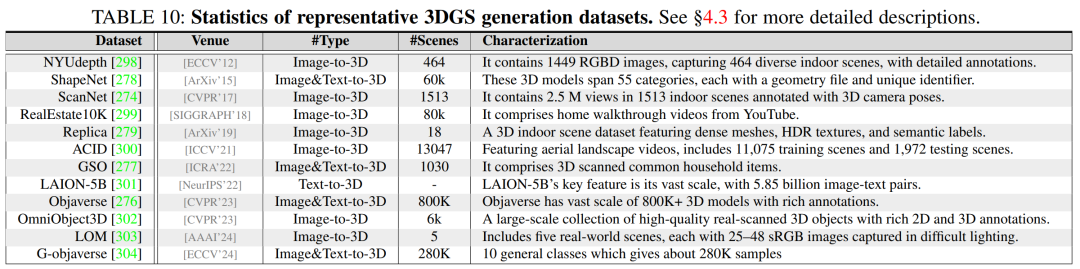 TABLE 10: Statistics of representative 3DGS generation datasets. See §4.3 for more detailed descriptions.
Dataset Venue #Type #Scenes Characterization
NYUdepth [298] [ECCV'12] Image-to-3D 464 It contains 1449 RGBD images, capturing 464 diverse indoor scenes, with detailed annotations.
ShapeNet [278] [ArXiv'15] Image&Text-to-3D 60k These 3D models span 55 categories, each with a geometry file and unique identifier.
ScanNet [274] [CVPR'17] Image-to-3D 1513 It contains 2.5 M views in 1513 indoor scenes annotated with 3D camera poses.
RealEstate10K [299] [SIGGRAPH'18] Image-to-3D 80k It comprises home walkthrough videos from YouTube.
Replica [279] [ArXiv'19] Image-to-3D 18 A 3D indoor scene dataset featuring dense meshes, HDR textures, and semantic labels.
ACID [300] [ICCV'21] Image-to-3D 13047 Featuring aerial landscape videos, includes 11,075 training scenes and 1,972 testing scenes.
GSO [277] [ICRA'22] Image&Text-to-3D 1030 It comprises 3D scanned common household items.
LAION-5B [301] [NeurIPS'22] Text-to-3D - LAION-5B's key feature is its vast scale, with 5.85 billion image-text pairs.
Objaverse [276] [CVPR'23] Image&Text-to-3D 800K Objaverse has vast scale of 800K+ 3D models with rich annotations.
OmniObject3D [302] [CVPR'23] Image-to-3D 6k A large-scale collection of high-quality real-scanned 3D objects with rich 2D and 3D annotations.
LOM [303] [AAAI'24] Image-to-3D 5 Includes five real-world scenes, each with 25–48 sRGB images captured in difficult lighting.
G-objaverse [304] [ECCV'24] Image&Text-to-3D 280K 10 general classes which gives about 280K samples